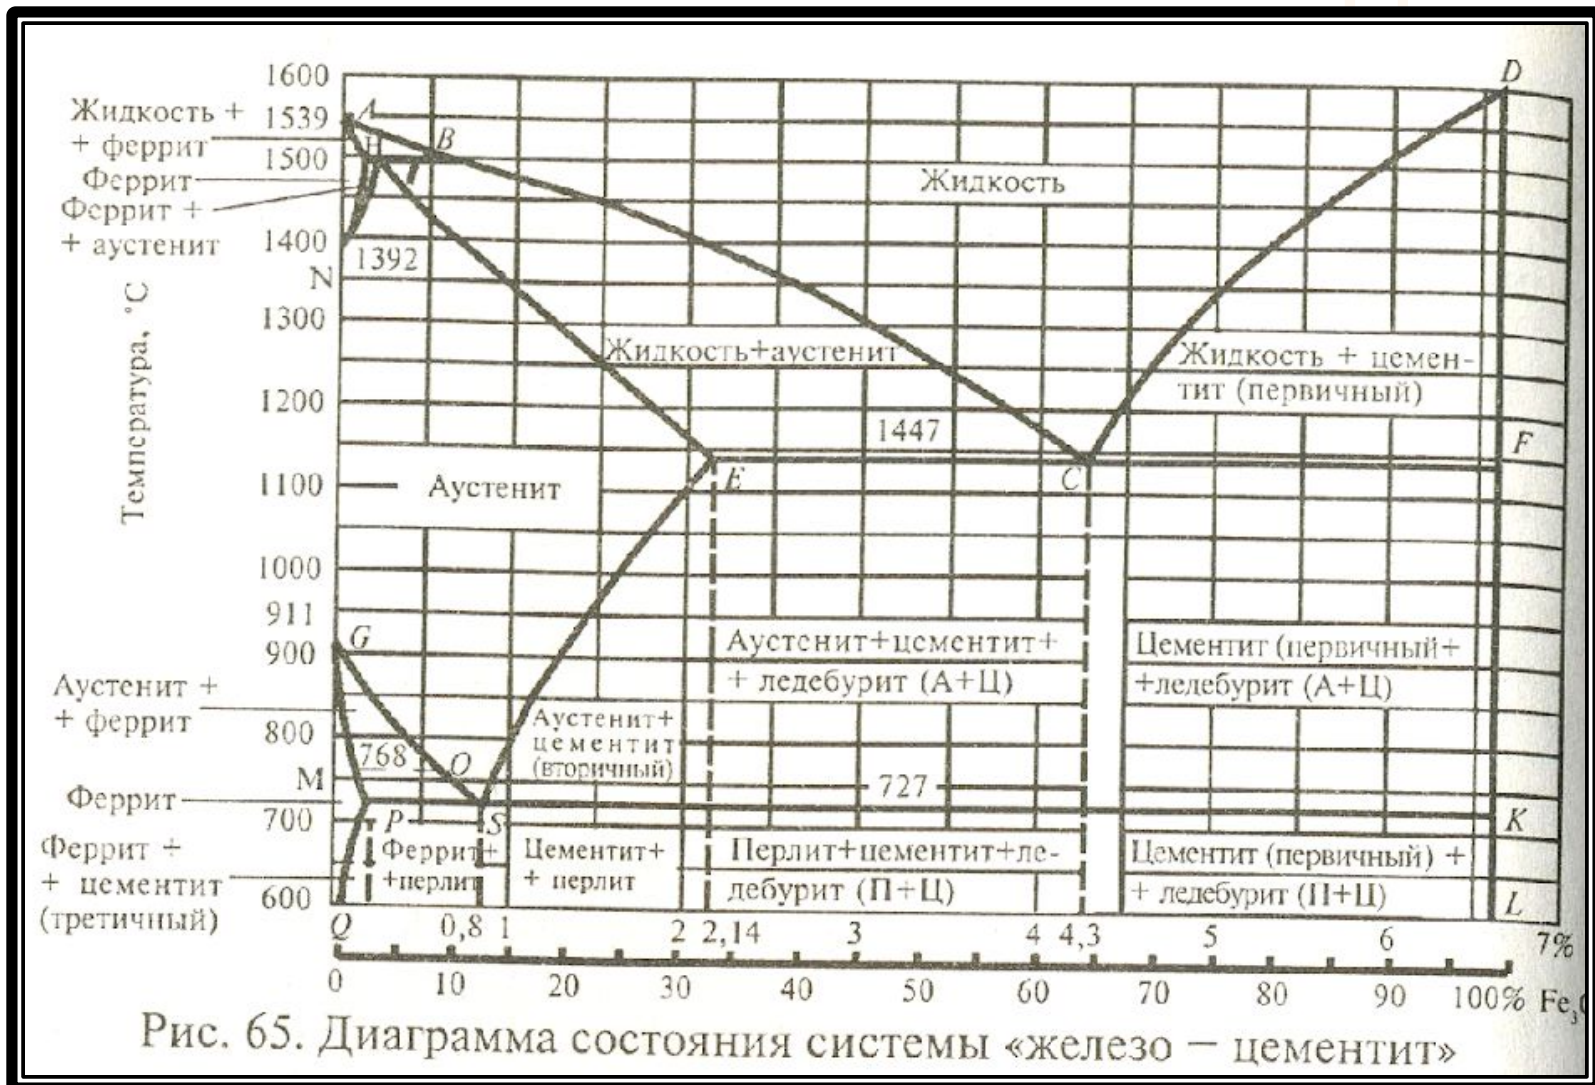 1600
1539
1500
1400
1392
1300
1200
1100
1000
911
900
800
768
700
600
Температура, °С
Жидкость +
+ феррит
Феррит
Феррит +
+ аустенит
N
A
H
B
D
Жидкость
Жидкость+аустенит
Жидкость + цемен-
тит (первичный)
1447
F
E
C
Аустенит
G
Аустенит +
+ феррит
Аустенит+
цементит
(вторичный)
Аустенит+цементит+
+ ледебурит (А+Ц)
Цементит (первичный+
+ледебурит (А+Ц)
M
O
727
Феррит
P
S
K
Феррит +
+ цементит
(третичный)
Феррит+
+перлит
Цементит+
+ перлит
Перлит+цементит+ле-
дебурит (П+Ц)
Цементит (первичный) +
+ ледебурит (П+Ц)
L
Q 0,8 1 2 2,14 3 4 4,3 5 6 7%
0 10 20 30 40 50 60 70 80 90 100%
Рис. 65. Диаграмма состояния системы «железо — цементит»